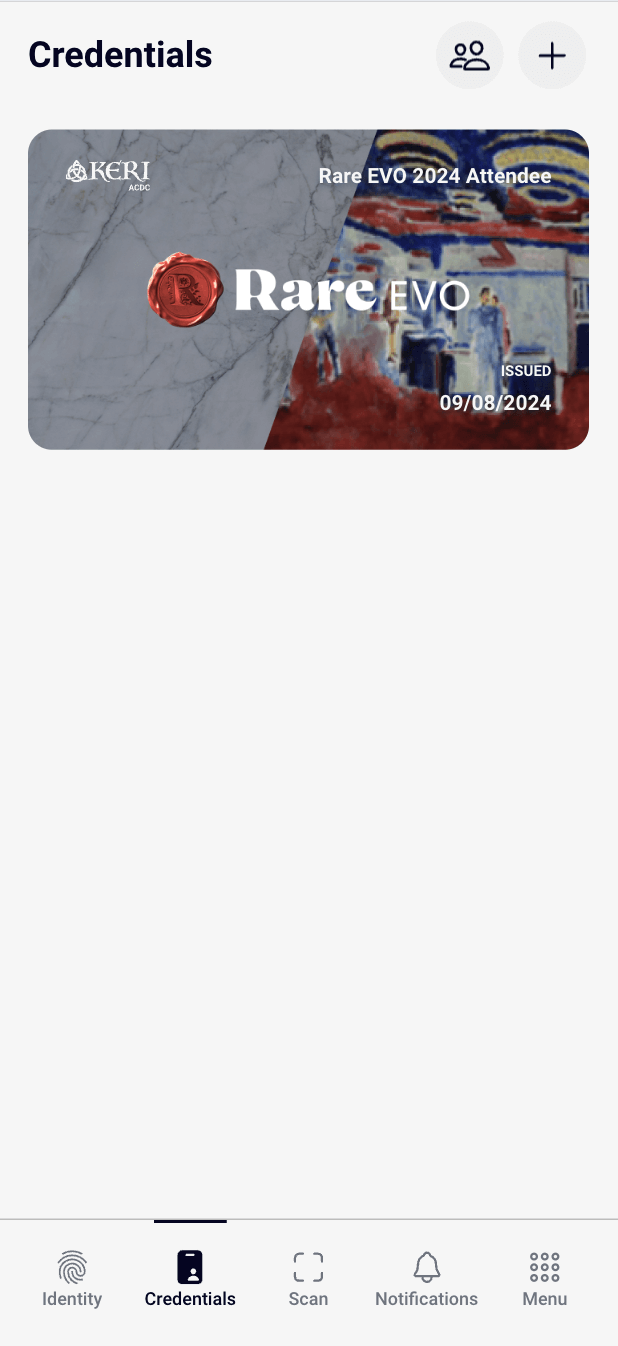 Credentials
KERI
ACDC
Rare EVO 2024 Attendee
R
Rare EVO
ISSUED
09/08/2024
Identity
Credentials
Scan
Notifications
Menu